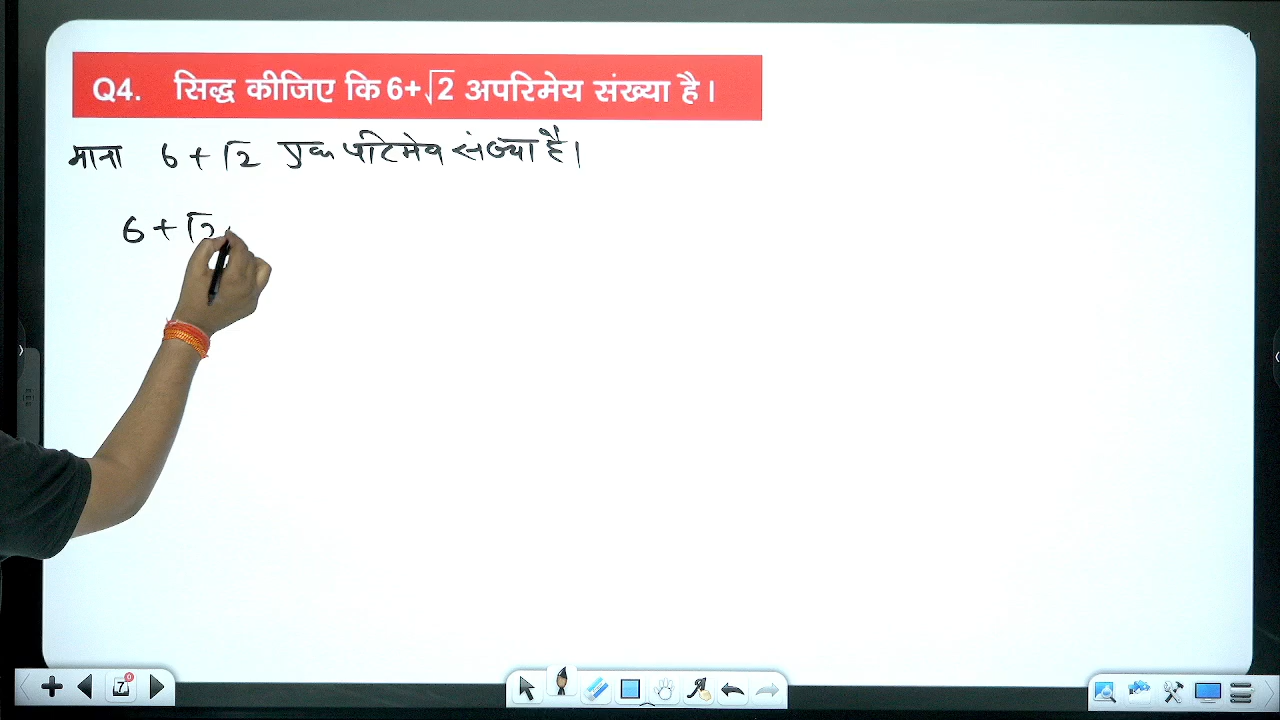 Q4. सिद्ध कीजिए कि 6+√2 अपरिमेय संख्या है।
माना 6 + √2 एक परिमेय संख्या है।
6 + √2